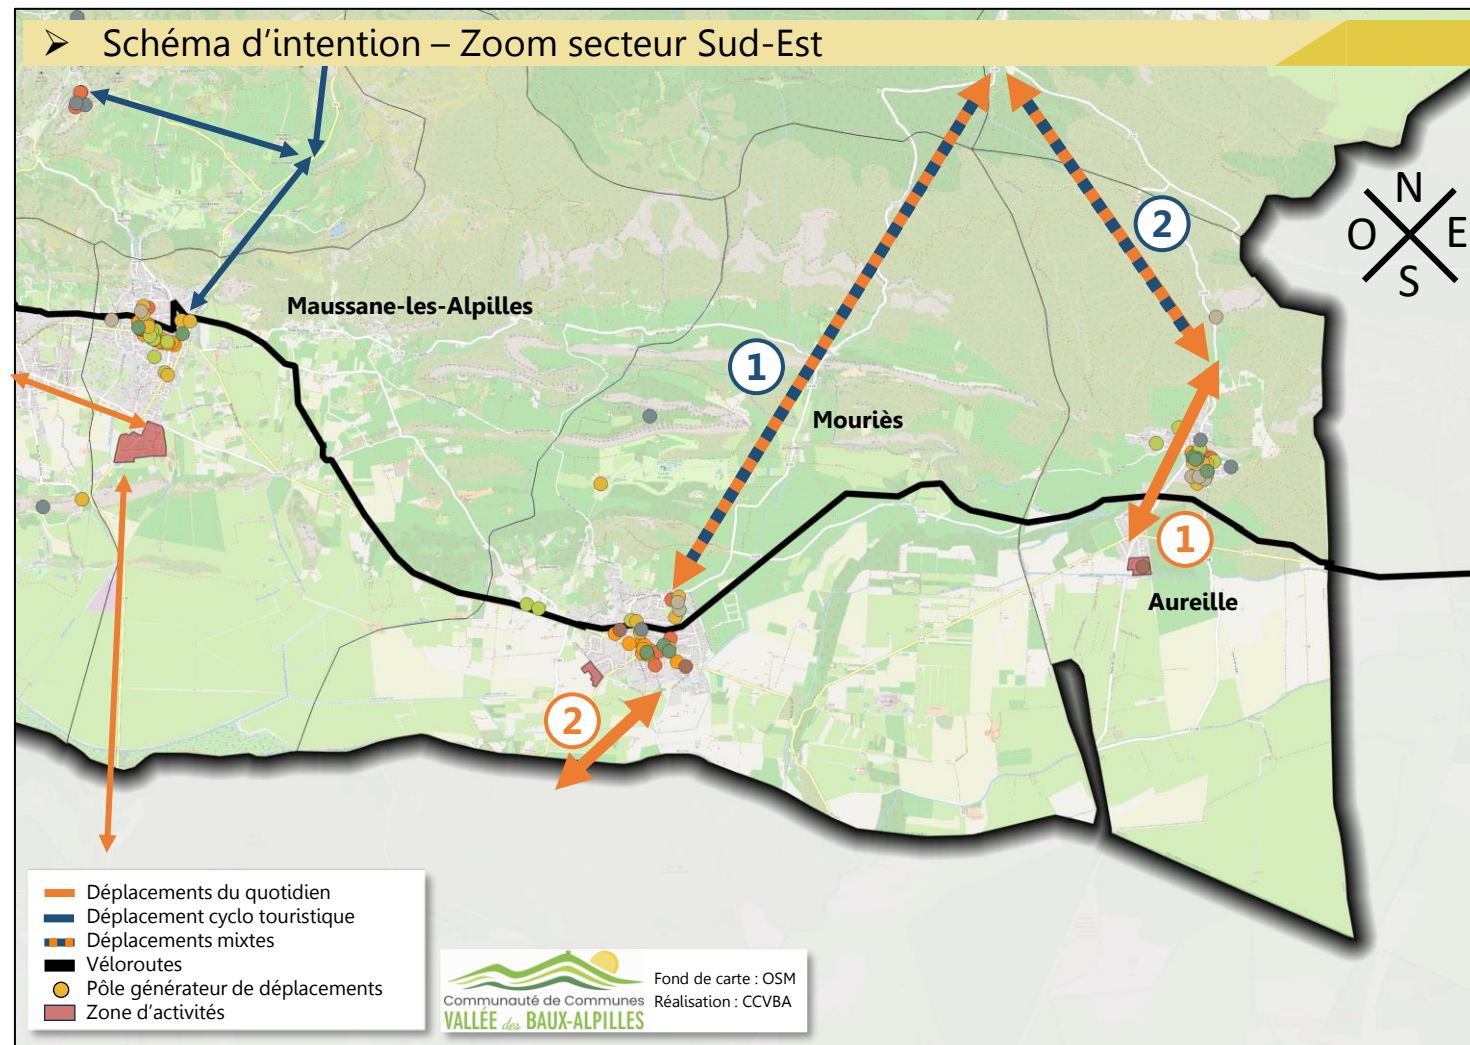 ➢ Schéma d'intention – Zoom secteur Sud-Est
N
O E
S
2
Maussane-les-Alpilles
1
Mouriès
1
Aureille
2
Déplacements du quotidien
Déplacement cyclo touristique
Déplacements mixtes
Véloroutes
Pôle générateur de déplacements
Zone d'activités
Communauté de Communes
VALLÉE des BAUX-ALPILLES
Fond de carte : OSM
Réalisation : CCVBA